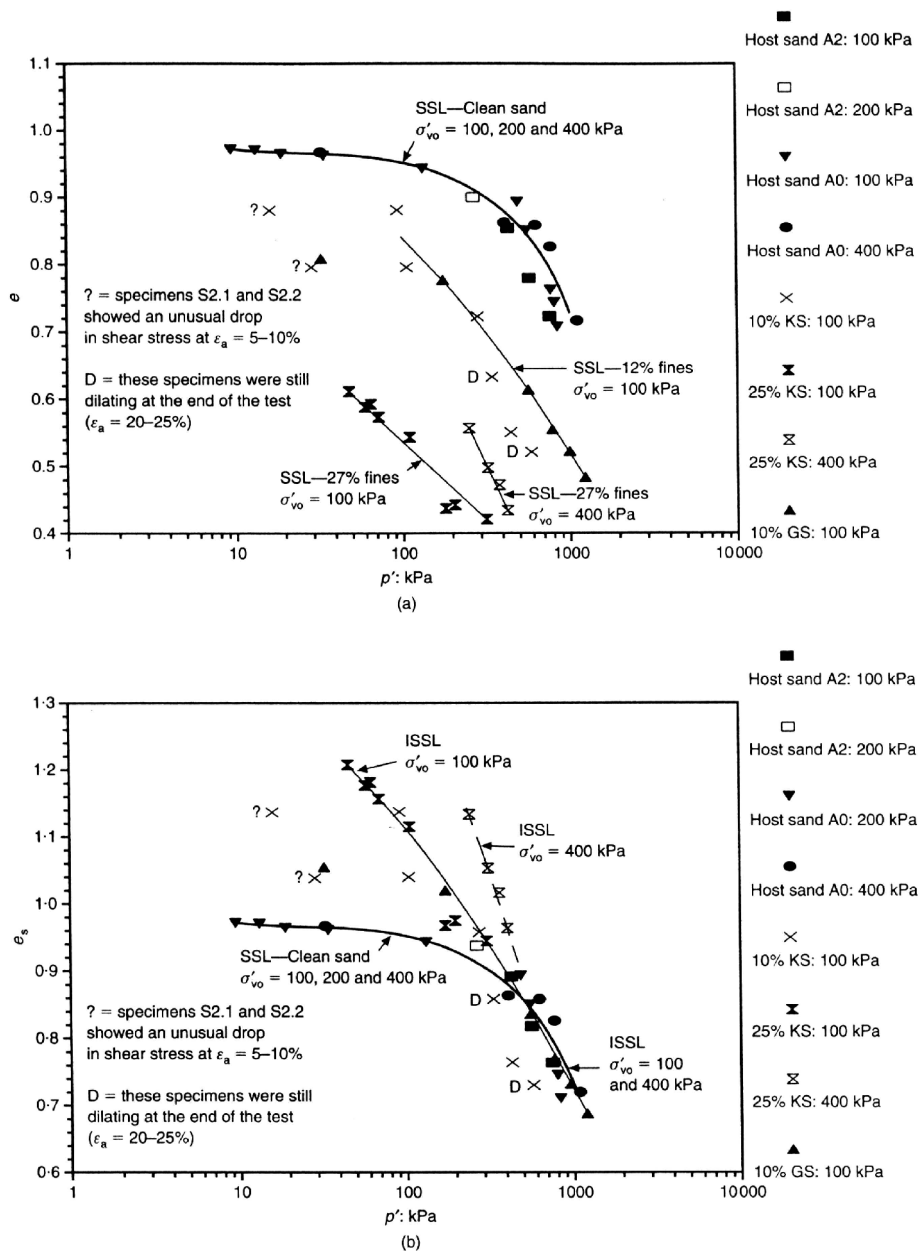 Host sand A2: 100 kPa
Host sand A2: 200 kPa
Host sand A0: 100 kPa
Host sand A0: 400 kPa
10% KS: 100 kPa
25% KS: 100 kPa
25% KS: 400 kPa
10% GS: 100 kPa
1.1
1.0
0.9
0.8
0.7
0.6
0.5
0.4
e
SSL—Clean sand
σ′vo = 100, 200 and 400 kPa
?
?
? = specimens S2.1 and S2.2
showed an unusual drop
in shear stress at εa = 5–10%
D = these specimens were still
dilating at the end of the test
(εa = 20–25%)
D
D
SSL—12% fines
σ′vo = 100 kPa
SSL—27% fines
σ′vo = 100 kPa
SSL—27% fines
σ′vo = 400 kPa
1
10
100
1000
10000
p′: kPa
(a)
Host sand A2: 100 kPa
Host sand A2: 200 kPa
Host sand A0: 200 kPa
Host sand A0: 400 kPa
10% KS: 100 kPa
25% KS: 100 kPa
25% KS: 400 kPa
10% GS: 100 kPa
1·3
1·2
1·1
1·0
0·9
0·8
0·7
0·6
es
ISSL
σ′vo = 100 kPa
?
?
ISSL
σ′vo = 400 kPa
SSL—Clean sand
σ′vo = 100, 200 and 400 kPa
? = specimens S2.1 and S2.2
showed an unusual drop
in shear stress at εa = 5–10%
D = these specimens were still
dilating at the end of the test
(εa = 20–25%)
D
D
ISSL
σ′vo = 100
and 400 kPa
1
10
100
1000
10000
p′: kPa
(b)